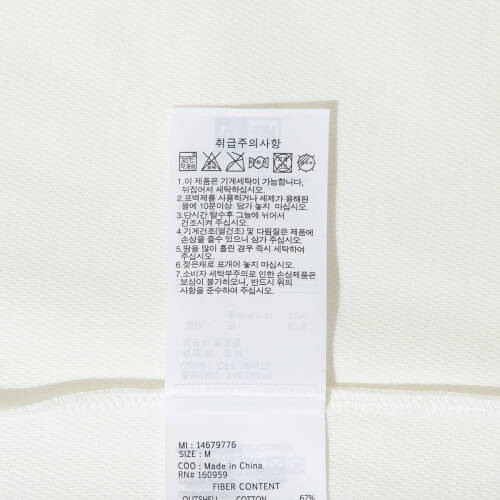 취급주의사항
30℃
중성
1.이 제품은 기계세탁이 가능합니다,
뒤집어서 세탁하십시오.
2.표백제를 사용하거나 세제가 용해된
물에 10분이상 담가 놓지 마십시오.
3.단시간 탈수후 그늘에 뉘어서
건조시켜 주십시오.
4.기계건조(열건조) 및 다림질은 제품에
손상을 줄수 있으니 삼가 주십시오.
5.땀을 많이 흘린 경우 즉시 세탁하여
주십시오.
6.젖은채로 포개어 놓지 마십시오.
7.소비자 세탁부주의로 인한 손상제품은
보상이 불가하오니, 반드시 위의
사항을 준수하여 주십시오.
MI : 14679776
SIZE : M
COO : Made in China
RN# 160959
FIBER CONTENT
OUTSHELL COTTON 67%